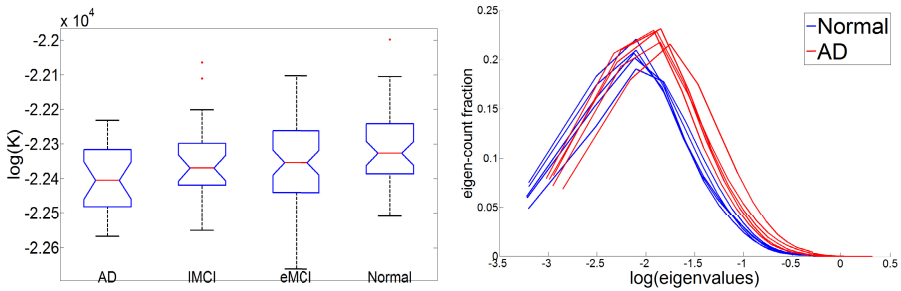 x 10⁴
-2.2
-2.21
-2.22
-2.23
-2.24
-2.25
-2.26
log(K)
AD lMCI eMCI Normal
0.25
0.2
0.15
0.1
0.05
0
eigen-count fraction
-3.5 -2.5 -2 -1.5 -1 -0.5 0 0.5
-3
log(eigenvalues)
Normal
AD